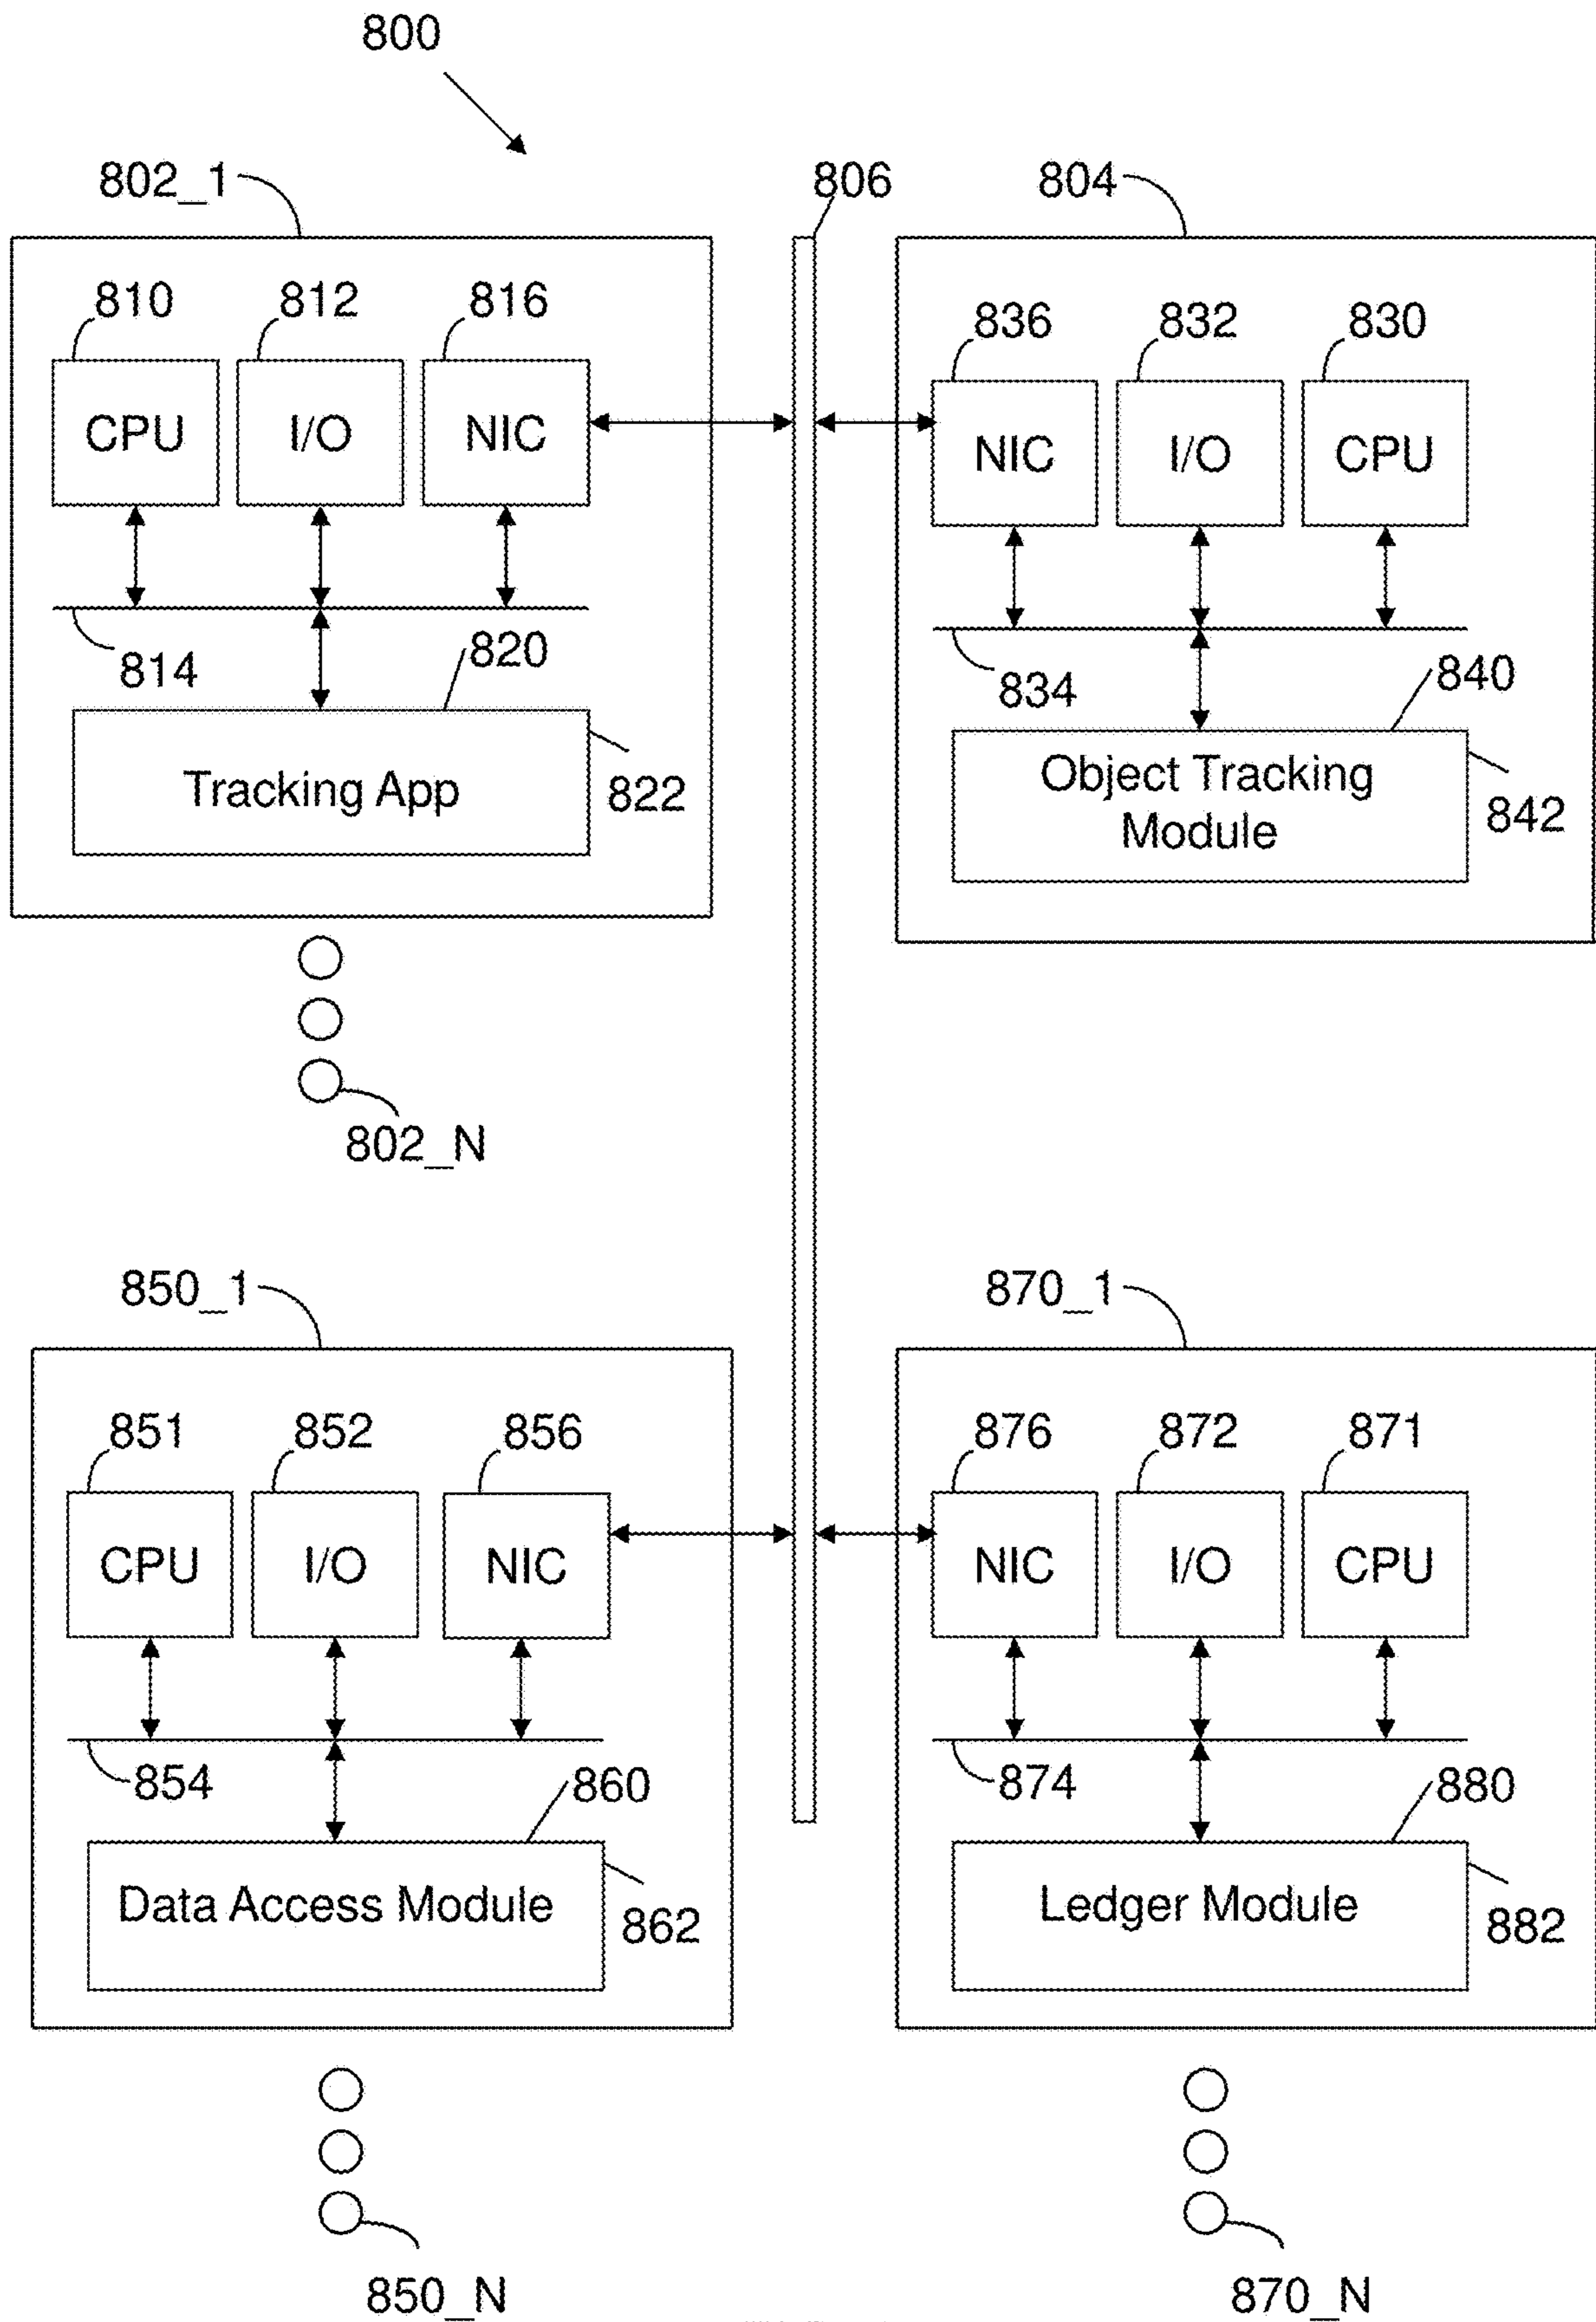 800
802_1
806
804
810
812
816
836
832
830
CPU
I/O
NIC
NIC
I/O
CPU
814
820
834
840
Tracking App
822
Object Tracking
Module
842
802_N
850_1
870_1
851
852
856
876
872
871
CPU
I/O
NIC
NIC
I/O
CPU
854
860
874
880
Data Access Module
862
Ledger Module
882
850_N
870_N